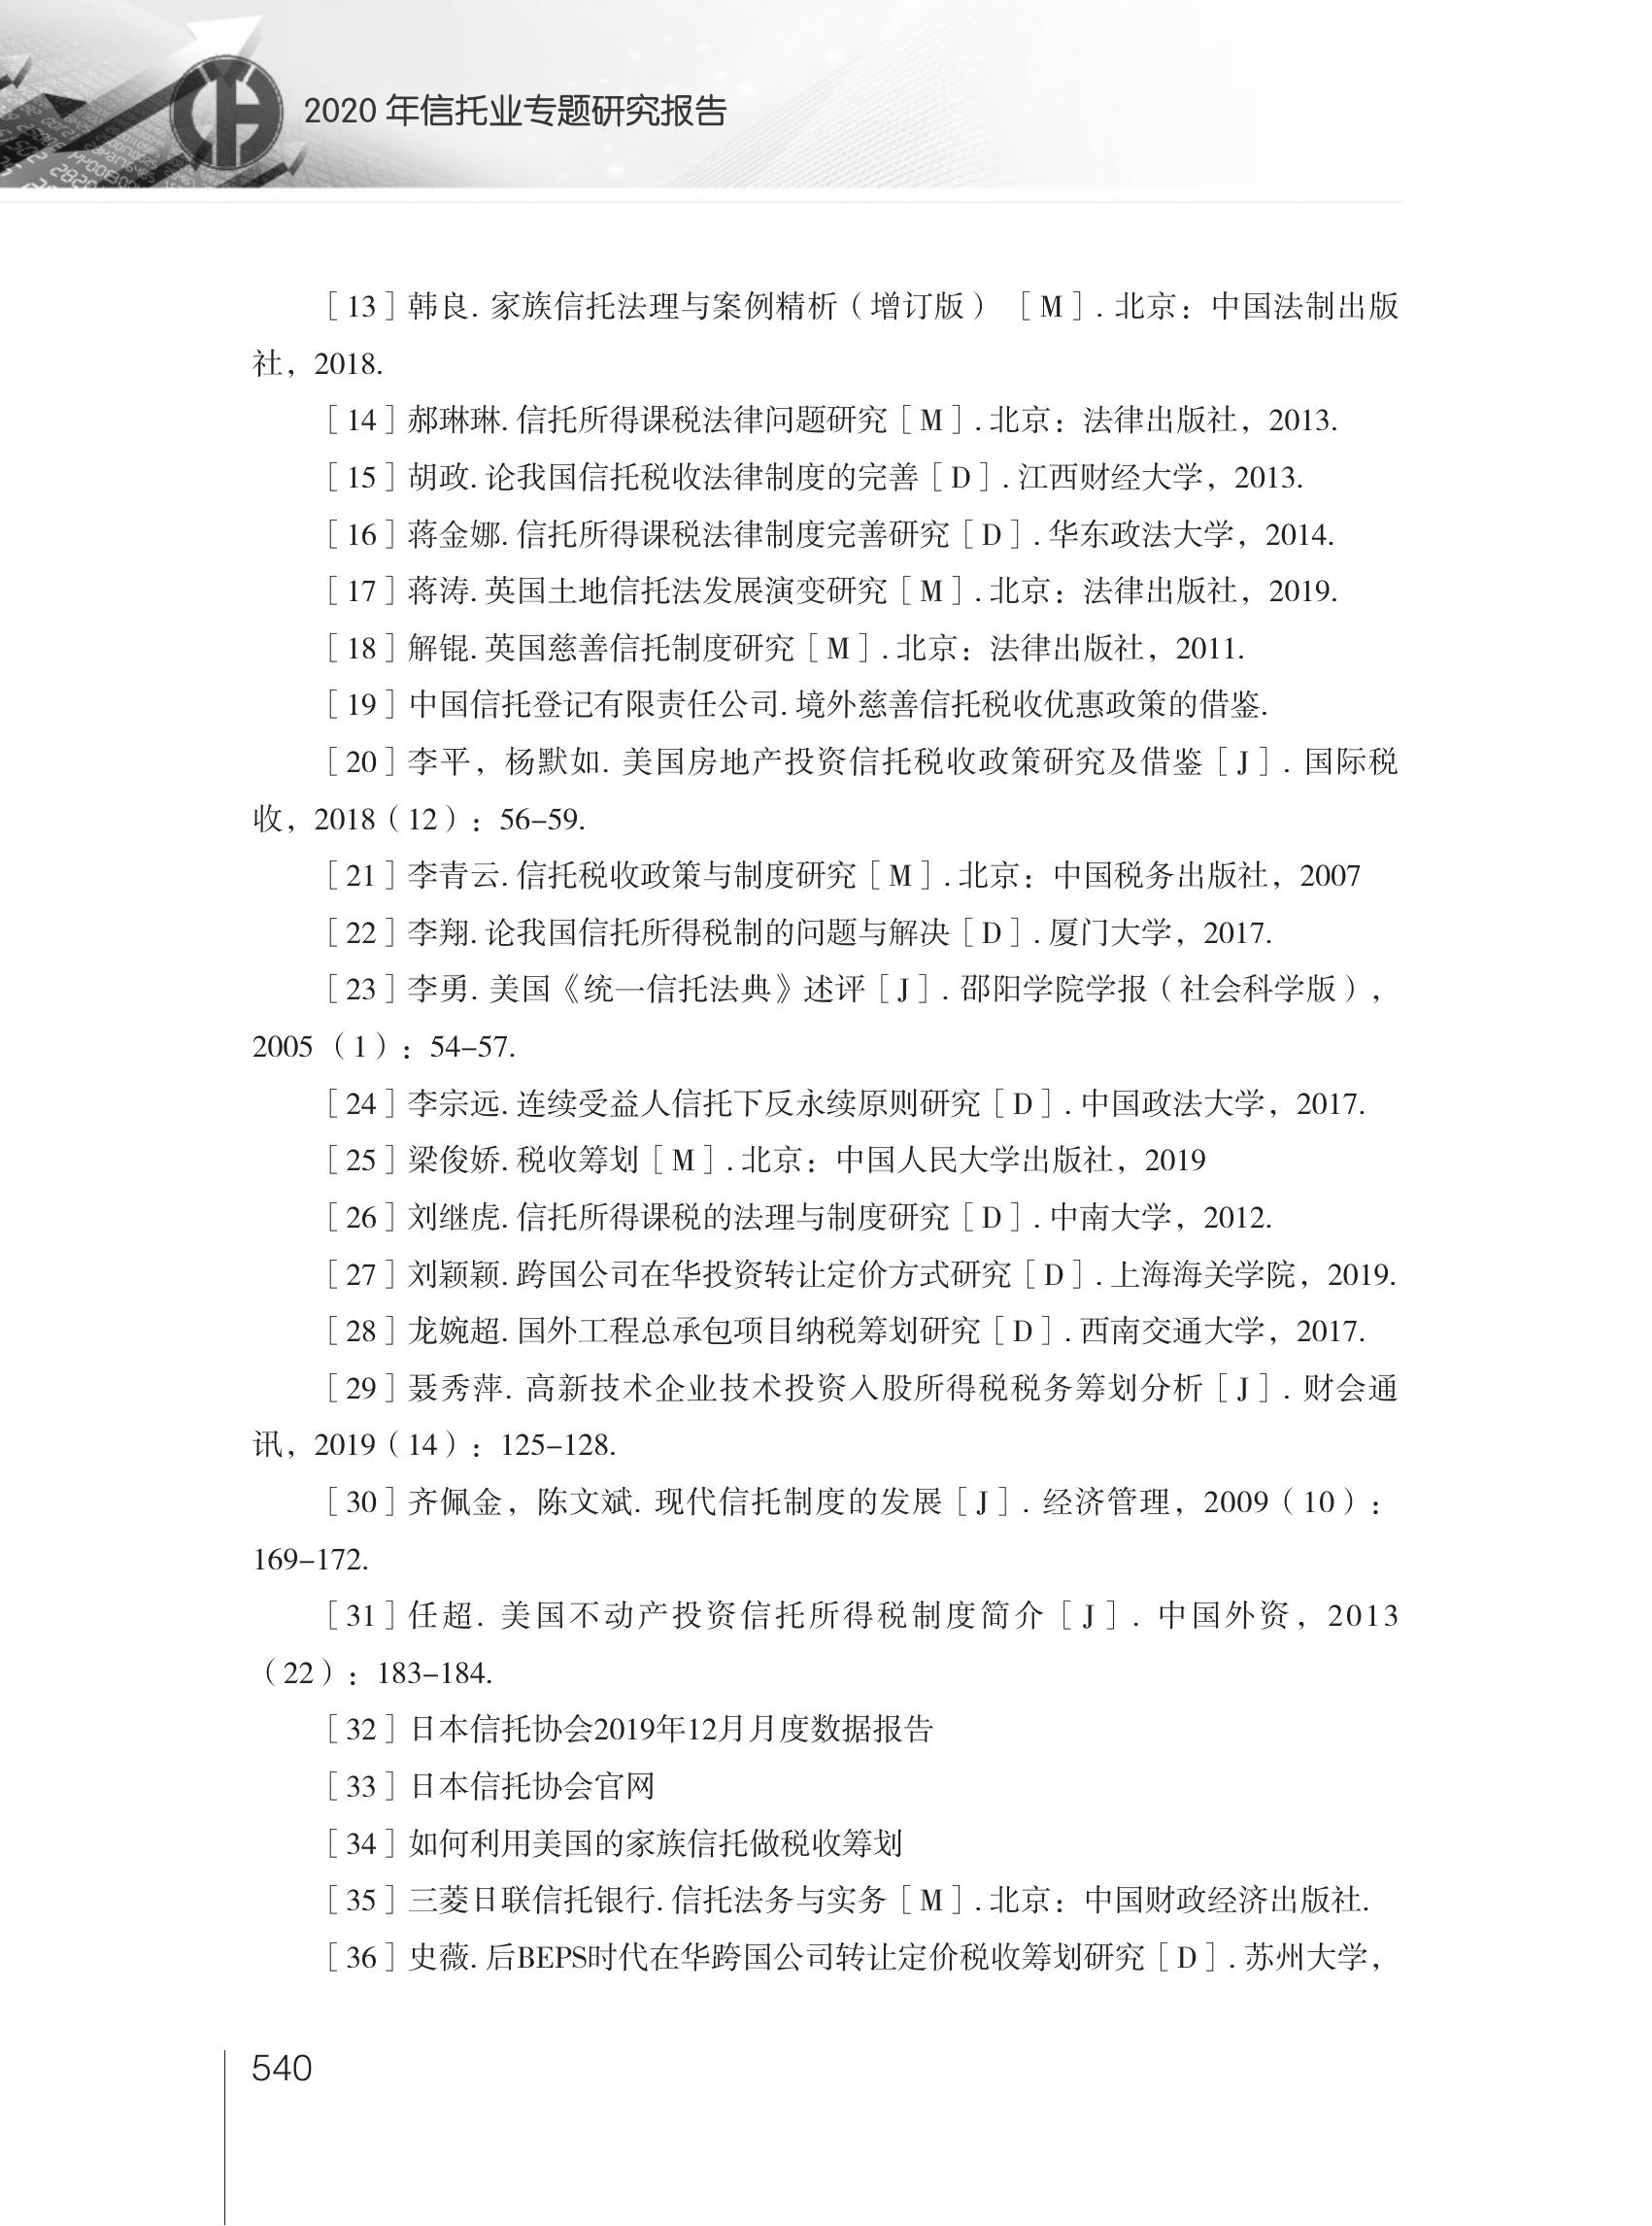 2020 年信托业专题研究报告
［13］韩良. 家族信托法理与案例精析（增订版） ［M］. 北京：中国法制出版
社，2018.
［14］郝琳琳. 信托所得课税法律问题研究［M］. 北京：法律出版社，2013.
［15］胡政. 论我国信托税收法律制度的完善［D］. 江西财经大学，2013.
［16］蒋金娜. 信托所得课税法律制度完善研究［D］. 华东政法大学，2014.
［17］蒋涛. 英国土地信托法发展演变研究［M］. 北京：法律出版社，2019.
［18］解锟. 英国慈善信托制度研究［M］. 北京：法律出版社，2011.
［19］中国信托登记有限责任公司. 境外慈善信托税收优惠政策的借鉴.
［20］李平，杨默如. 美国房地产投资信托税收政策研究及借鉴［J］. 国际税
收，2018（12）：56–59.
［21］李青云. 信托税收政策与制度研究［M］. 北京：中国税务出版社，2007
［22］李翔. 论我国信托所得税制的问题与解决［D］. 厦门大学，2017.
［23］李勇. 美国《统一信托法典》述评［J］. 邵阳学院学报（社会科学版），
2005（1）：54–57.
［24］李宗远. 连续受益人信托下反永续原则研究［D］. 中国政法大学，2017.
［25］梁俊娇. 税收筹划［M］. 北京：中国人民大学出版社，2019
［26］刘继虎. 信托所得课税的法理与制度研究［D］. 中南大学，2012.
［27］刘颖颖. 跨国公司在华投资转让定价方式研究［D］. 上海海关学院，2019.
［28］龙婉超. 国外工程总承包项目纳税筹划研究［D］. 西南交通大学，2017.
［29］聂秀萍. 高新技术企业技术投资入股所得税税务筹划分析［J］. 财会通
讯，2019（14）：125–128.
［30］齐佩金，陈文斌. 现代信托制度的发展［J］. 经济管理，2009（10）：
169–172.
［31］任超. 美国不动产投资信托所得税制度简介［J］. 中国外资，2013
（22）：183–184.
［32］日本信托协会2019年12月月度数据报告
［33］日本信托协会官网
［34］如何利用美国的家族信托做税收筹划
［35］三菱日联信托银行. 信托法务与实务［M］. 北京：中国财政经济出版社.
［36］史薇. 后BEPS时代在华跨国公司转让定价税收筹划研究［D］. 苏州大学，
540